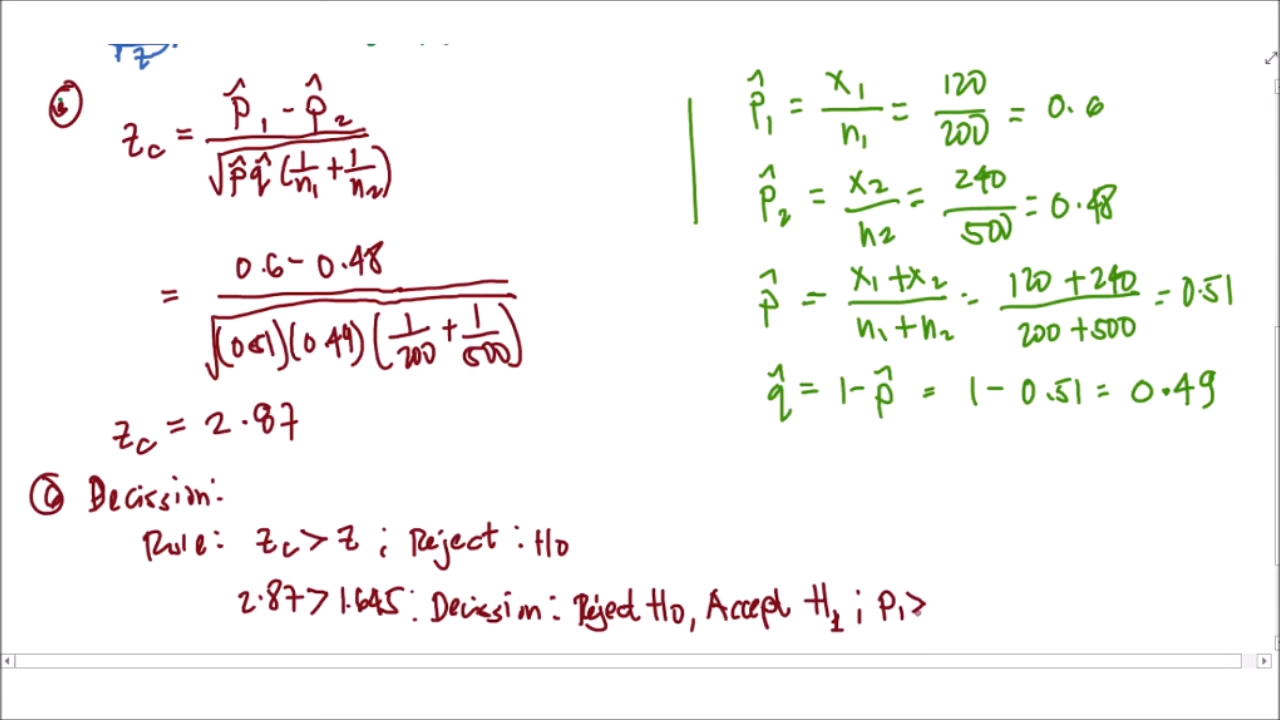 z
⑤
z_c = (p̂₁ - p̂₂) / √(p̂q̂ (1/n₁ + 1/n₂))
= (0.6 - 0.48) / √((0.51)(0.49)(1/200 + 1/500))
z_c = 2.87
p̂₁ = x₁/n₁ = 120/200 = 0.6
p̂₂ = x₂/n₂ = 240/500 = 0.48
p̂ = (x₁+x₂)/(n₁+n₂) = (120+240)/(200+500) = 0.51
q̂ = 1-p̂ = 1-0.51 = 0.49
⑥ Decission:
Rule: z_c > z ; Reject : H₀
2.87 > 1.645 : Decission : Reject H₀, Accept H₁ ; p₁>